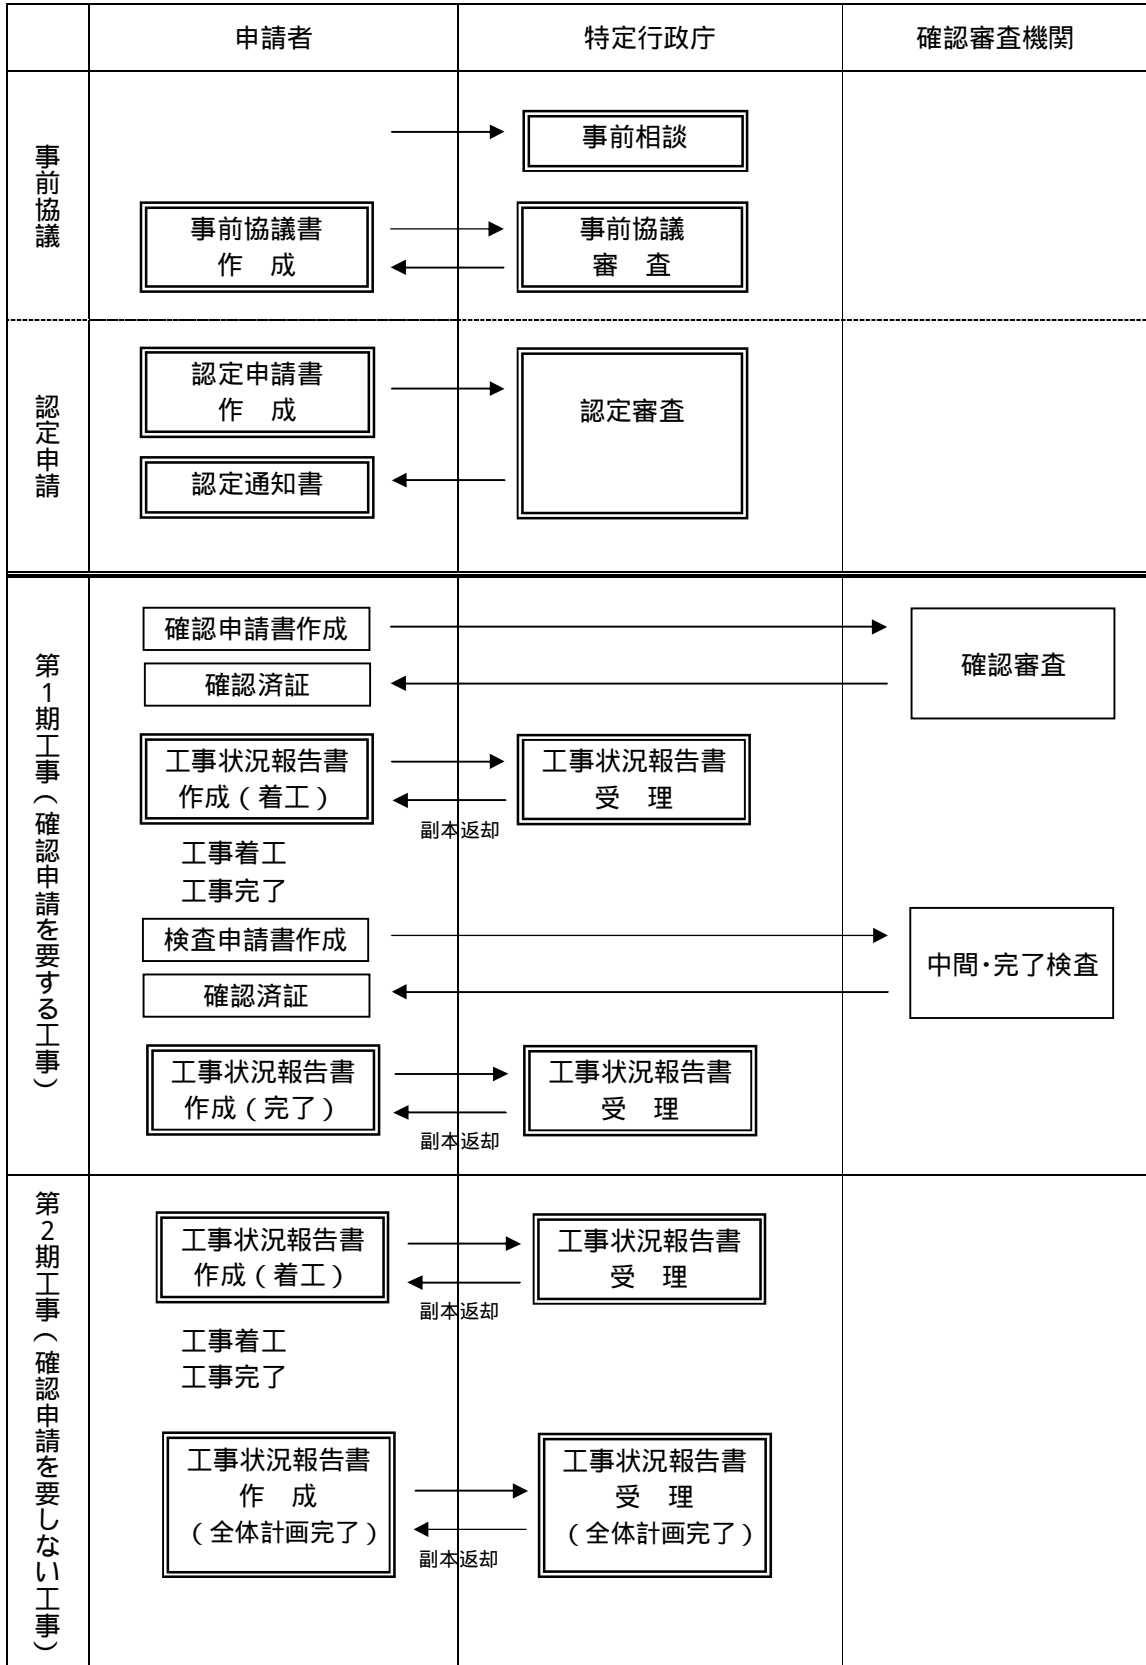 申請者
特定行政庁
確認審査機関
事前協議
事前相談
事前協議書
作　成
事前協議
審　査
認定申請
認定申請書
作　成
認定審査
認定通知書
第1期工事（確認申請を要する工事）
確認申請書作成
確認審査
確認済証
工事状況報告書
作成（着工）
工事状況報告書
受　理
副本返却
工事着工
工事完了
検査申請書作成
中間・完了検査
確認済証
工事状況報告書
作成（完了）
工事状況報告書
受　理
副本返却
第2期工事（確認申請を要しない工事）
工事状況報告書
作成（着工）
工事状況報告書
受　理
副本返却
工事着工
工事完了
工事状況報告書
作　成
（全体計画完了）
工事状況報告書
受　理
（全体計画完了）
副本返却